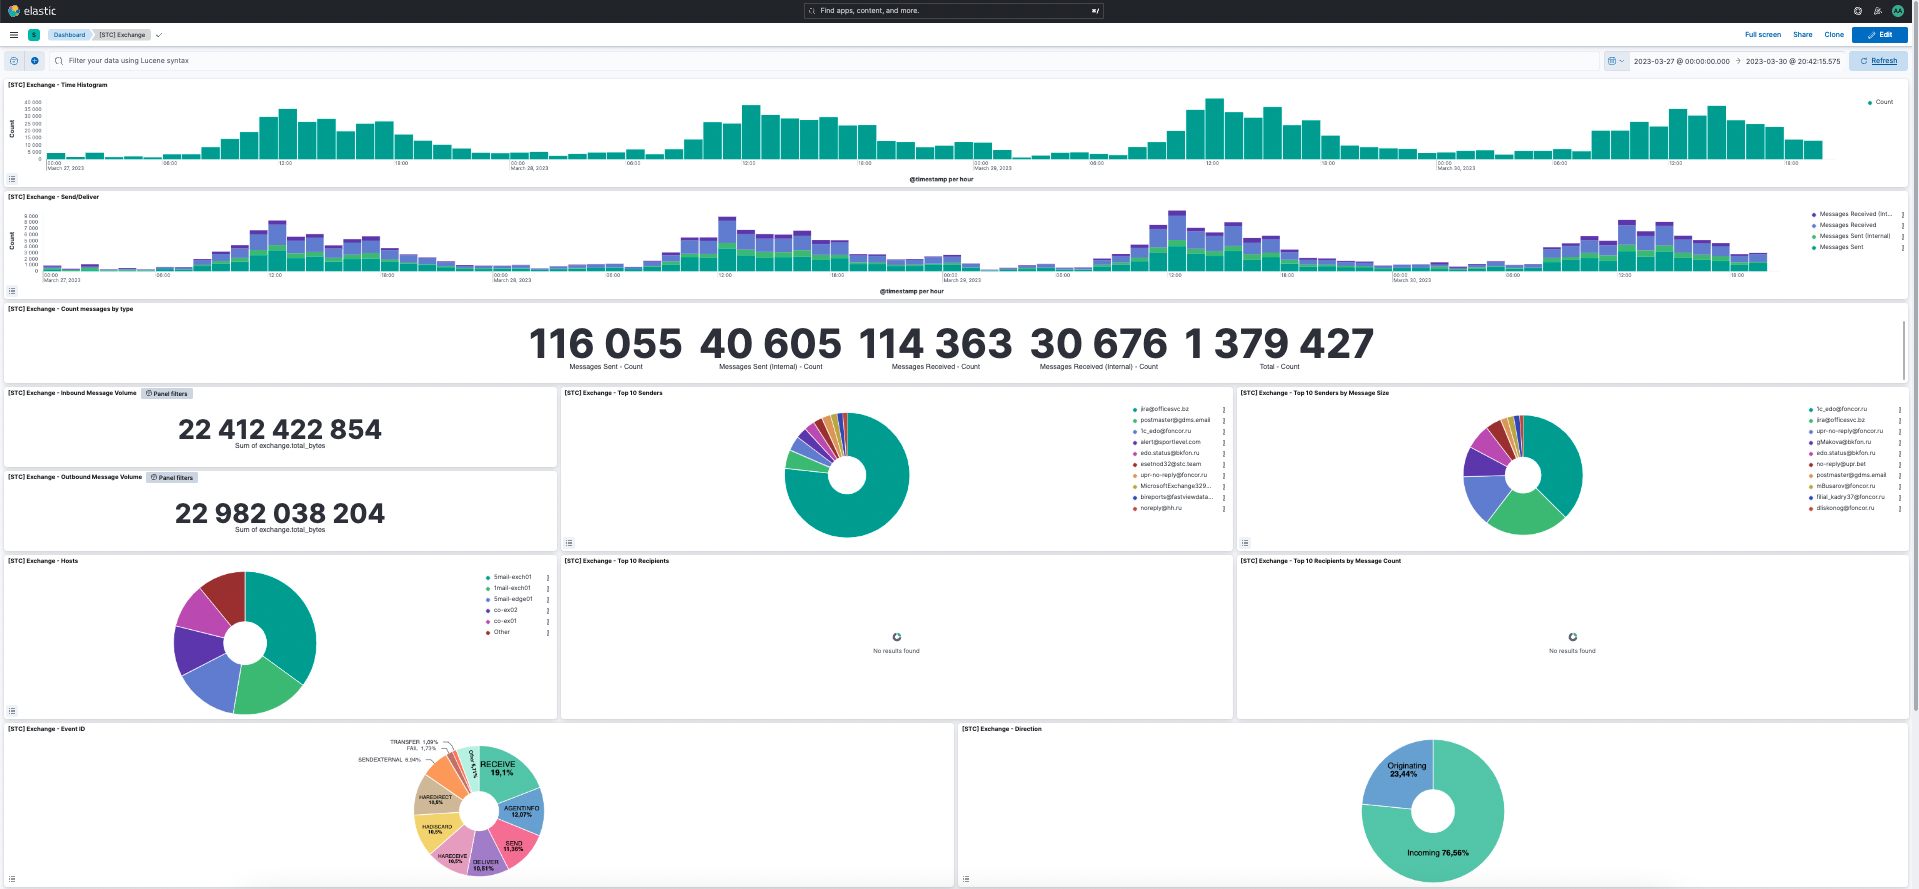 elastic
Find apps, content, and more.
⌘/
AA
S
Dashboard
[STC] Exchange
Full screen
Share
Clone
Edit
Filter your data using Lucene syntax
2023-03-27 @ 00:00:00.000
2023-03-30 @ 20:42:15.575
Refresh
[STC] Exchange - Time Histogram
Count
40 000
35 000
30 000
25 000
20 000
15 000
10 000
5 000
0
00:00 06:00 12:00 18:00 00:00 06:00 12:00 18:00 00:00 06:00 12:00 18:00 00:00 06:00 12:00 18:00
March 27, 2023 March 28, 2023 March 29, 2023 March 30, 2023
@timestamp per hour
Count
[STC] Exchange - Send/Deliver
Count
9 000
8 000
7 000
6 000
5 000
4 000
3 000
2 000
1 000
0
00:00 06:00 12:00 18:00 00:00 06:00 12:00 18:00 00:00 06:00 12:00 18:00 00:00 06:00 12:00 18:00
March 27, 2023 March 28, 2023 March 29, 2023 March 30, 2023
@timestamp per hour
Messages Received (Int...
Messages Received
Messages Sent (Internal)
Messages Sent
[STC] Exchange - Count messages by type
116 055 40 605 114 363 30 676 1 379 427
Messages Sent - Count Messages Sent (Internal) - Count Messages Received - Count Messages Received (Internal) - Count Total - Count
[STC] Exchange - Inbound Message Volume
Panel filters
22 412 422 854
Sum of exchange.total_bytes
[STC] Exchange - Outbound Message Volume
Panel filters
22 982 038 204
Sum of exchange.total_bytes
[STC] Exchange - Top 10 Senders
jira@officesvc.bz
postmaster@gdms.email
1c_edo@foncor.ru
alert@sportlevel.com
edo.status@bkfon.ru
esetnod32@stc.team
upr-no-reply@foncor.ru
MicrosoftExchange329...
bireports@fastviewdata...
noreply@hh.ru
[STC] Exchange - Top 10 Senders by Message Size
1c_edo@foncor.ru
jira@officesvc.bz
upr-no-reply@foncor.ru
gMakova@bkfon.ru
edo.status@bkfon.ru
no-reply@upr.bet
postmaster@gdms.email
mBusarov@foncor.ru
filial_kadry37@foncor.ru
dliskonog@foncor.ru
[STC] Exchange - Hosts
5mail-exch01
1mail-exch01
5mail-edge01
co-ex02
co-ex01
Other
[STC] Exchange - Top 10 Recipients
No results found
[STC] Exchange - Top 10 Recipients by Message Count
No results found
[STC] Exchange - Event ID
TRANSFER 1,09%
FAIL 1,73%
SENDEXTERNAL 6,94%
RECEIVE
19,1%
AGENTINFO
12,07%
SEND
11,36%
DELIVER
10,51%
HARECEIVE
10,5%
HADISCARD
10,5%
HAREDIRECT
10,5%
[STC] Exchange - Direction
Originating
23,44%
Incoming 76,56%